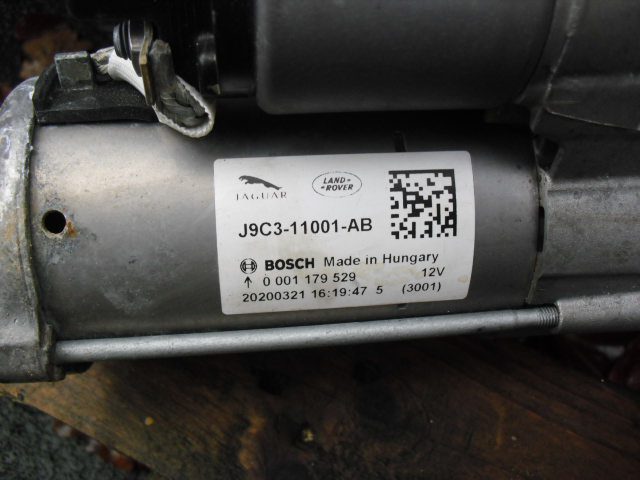 JAGUAR
LAND ROVER
J9C3-11001-AB
BOSCH Made in Hungary
↑ 0 001 179 529 12V
20200321 16:19:47 5 (3001)